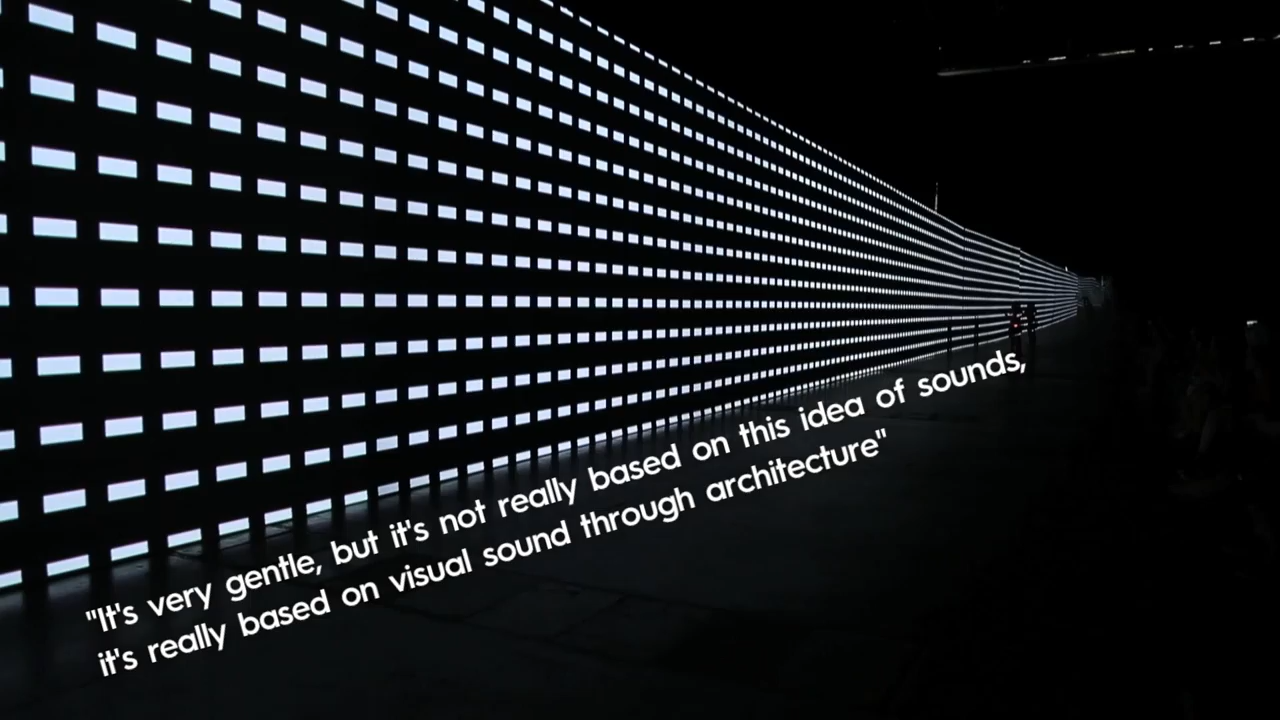 "It's very gentle, but it's not really based on this idea of sounds,
it's really based on visual sound through architecture"